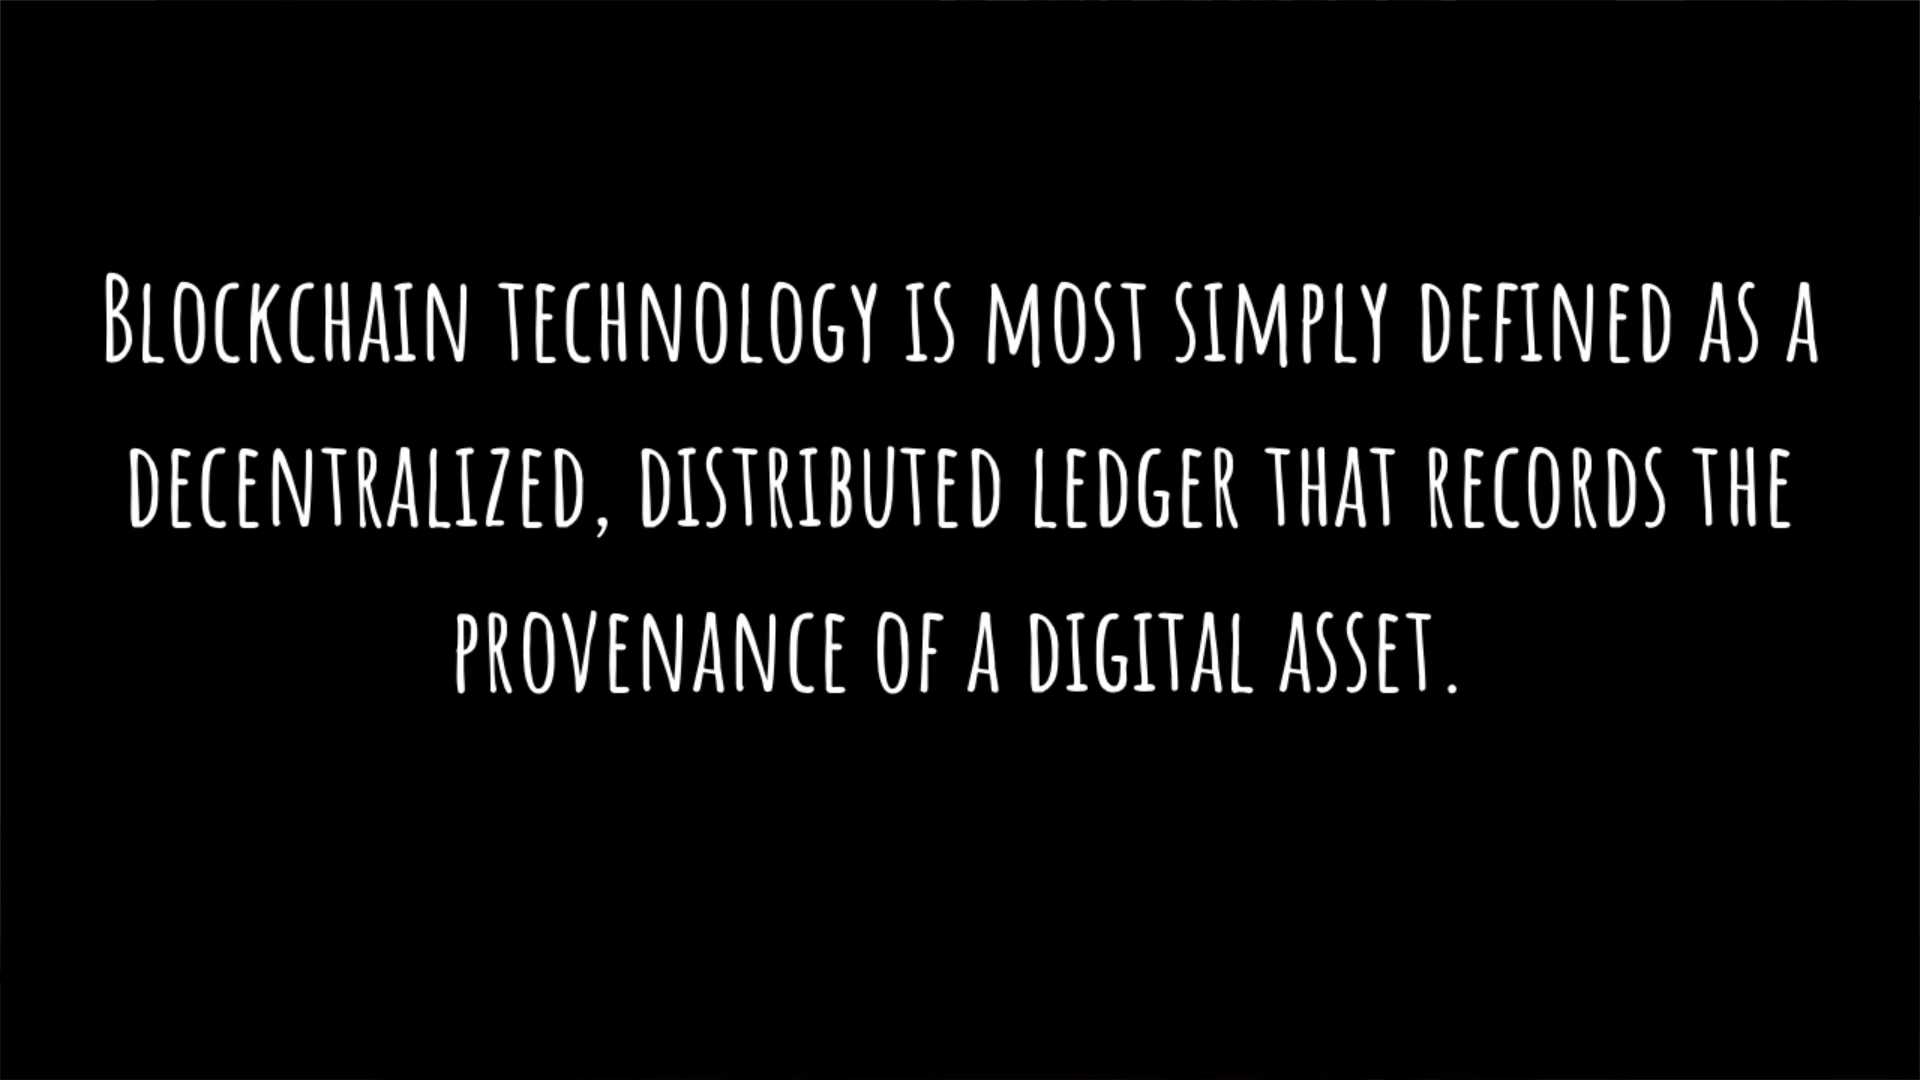 Blockchain technology is most simply defined as a
decentralized, distributed ledger that records the
provenance of a digital asset.